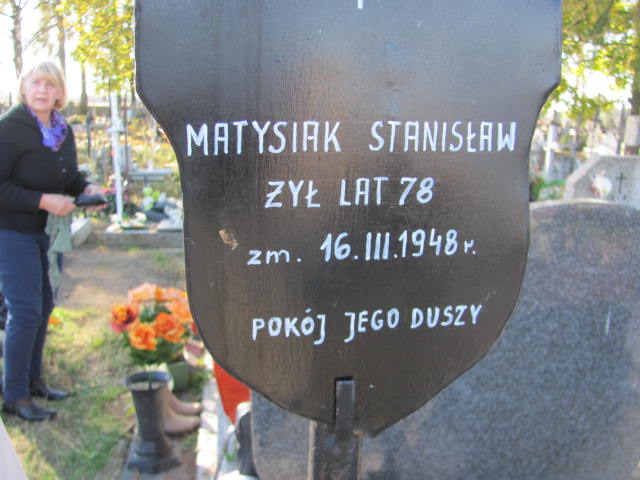 MATYSIAK STANISŁAW
ŻYŁ LAT 78
zm. 16.III.1948 r.
POKÓJ JEGO DUSZY